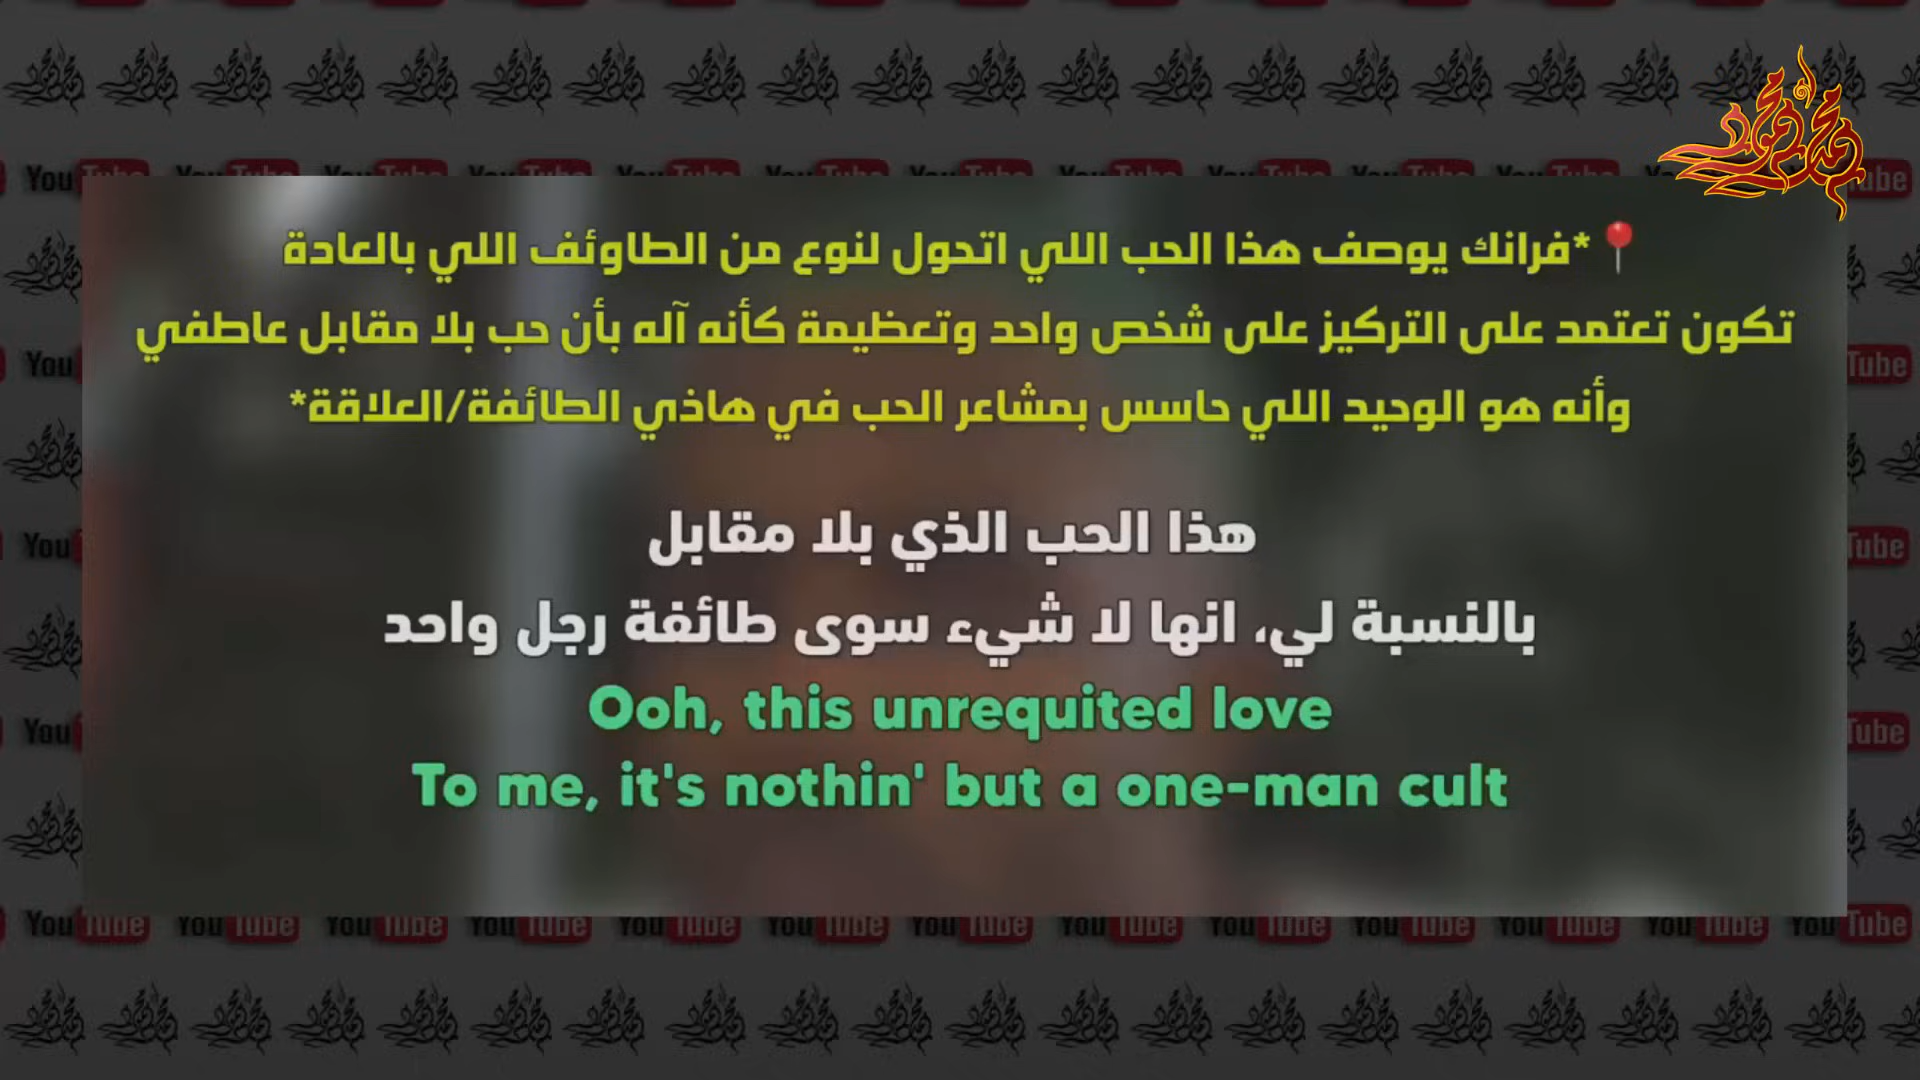 *فرانك يوصف هذا الحب اللي اتحول لنوع من الطاوئف اللي بالعادة
تكون تعتمد على التركيز على شخص واحد وتعظيمة كأنه آله بأن حب بلا مقابل عاطفي
وأنه هو الوحيد اللي حاسس بمشاعر الحب في هاذي الطائفة/العلاقة*
هذا الحب الذي بلا مقابل
بالنسبة لي، انها لا شيء سوى طائفة رجل واحد
Ooh, this unrequited love
To me, it's nothin' but a one-man cult
YouTube